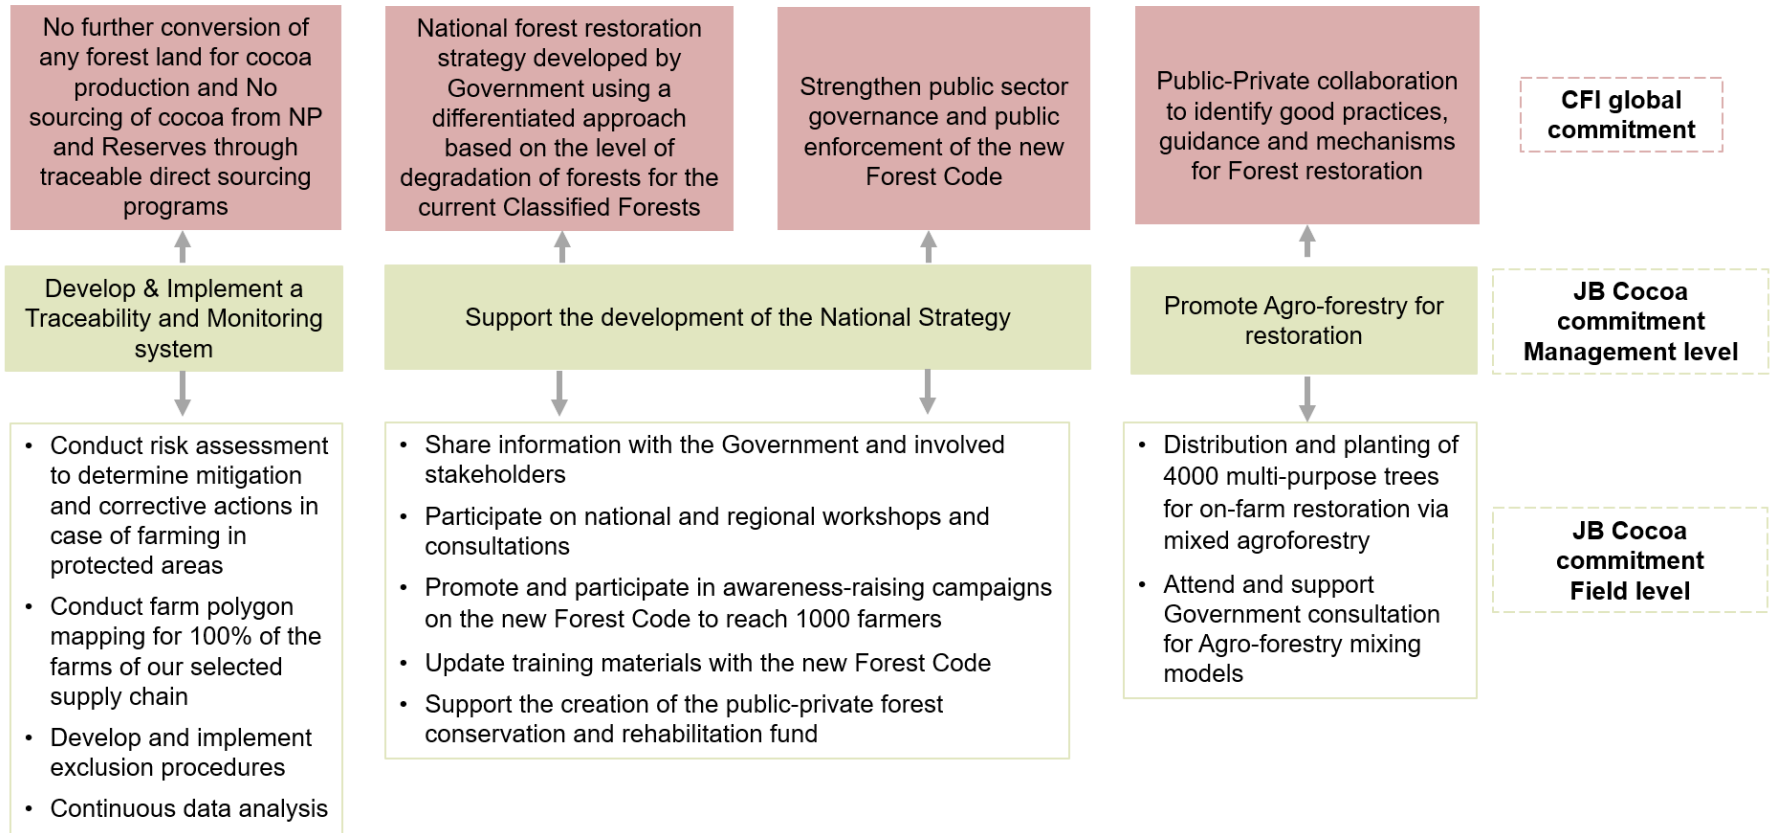 No further conversion of
any forest land for cocoa
production and No
sourcing of cocoa from NP
and Reserves through
traceable direct sourcing
programs
National forest restoration
strategy developed by
Government using a
differentiated approach
based on the level of
degradation of forests for the
current Classified Forests
Strengthen public sector
governance and public
enforcement of the new
Forest Code
Public-Private collaboration
to identify good practices,
guidance and mechanisms
for Forest restoration
CFI global
commitment
Develop & Implement a
Traceability and Monitoring
system
Support the development of the National Strategy
Promote Agro-forestry for
restoration
JB Cocoa
commitment
Management level
• Conduct risk assessment
to determine mitigation
and corrective actions in
case of farming in
protected areas
• Conduct farm polygon
mapping for 100% of the
farms of our selected
supply chain
• Develop and implement
exclusion procedures
• Continuous data analysis
• Share information with the Government and involved
stakeholders
• Participate on national and regional workshops and
consultations
• Promote and participate in awareness-raising campaigns
on the new Forest Code to reach 1000 farmers
• Update training materials with the new Forest Code
• Support the creation of the public-private forest
conservation and rehabilitation fund
• Distribution and planting of
4000 multi-purpose trees
for on-farm restoration via
mixed agroforestry
• Attend and support
Government consultation
for Agro-forestry mixing
models
JB Cocoa
commitment
Field level